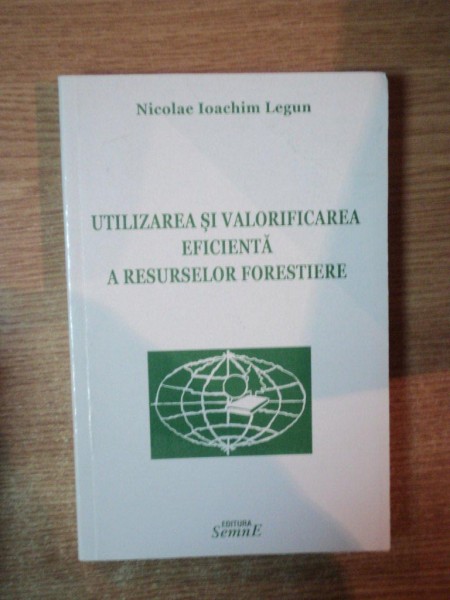 Nicolae Ioachim Legun
UTILIZAREA ȘI VALORIFICAREA
EFICIENTĂ
A RESURSELOR FORESTIERE
EDITURA
SemnE